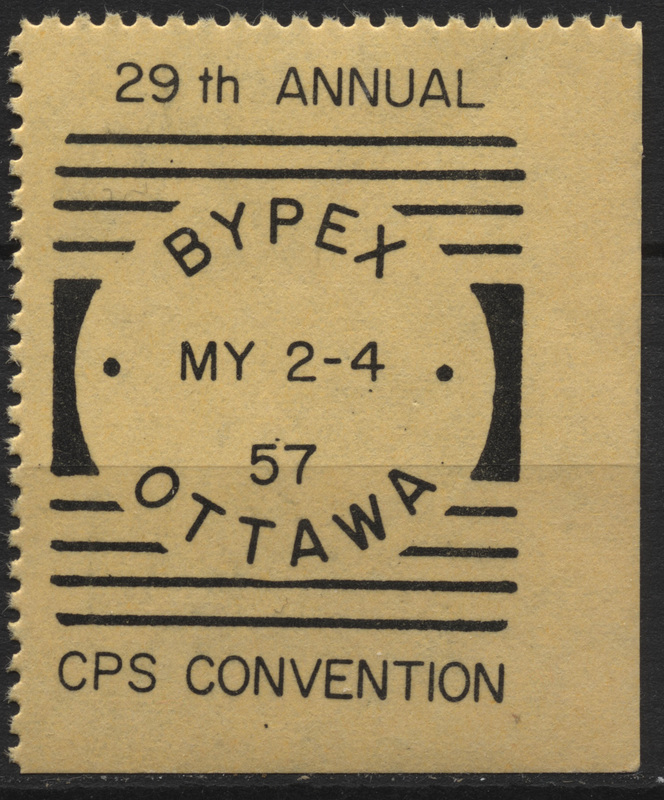 29 th ANNUAL
BYPEX
MY 2-4
57
OTTAWA
CPS CONVENTION